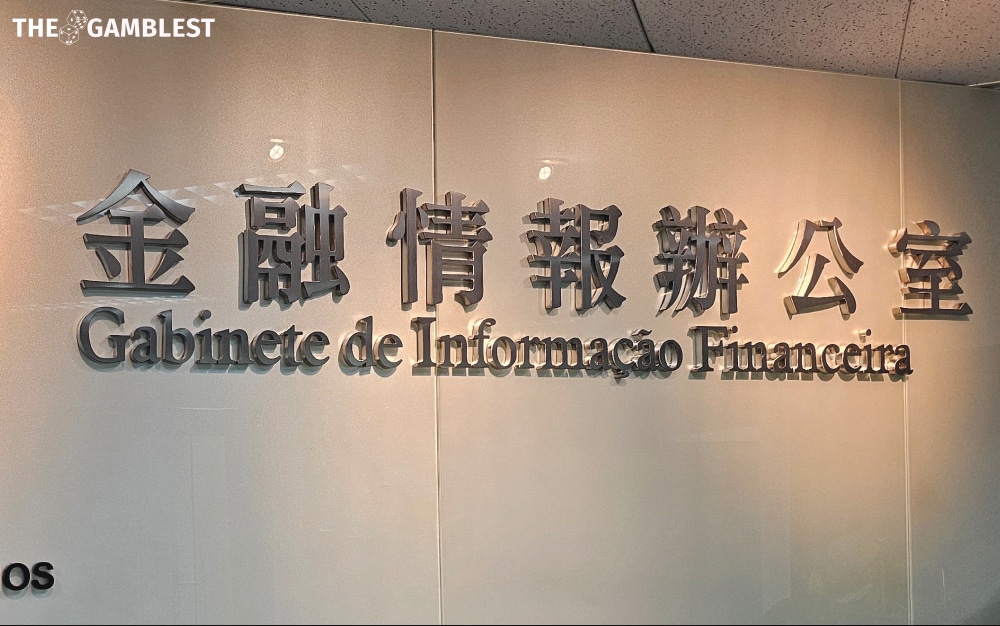 THE GAMBLEST
金融情報辦公室
Gabinete de Informação Financeira
os